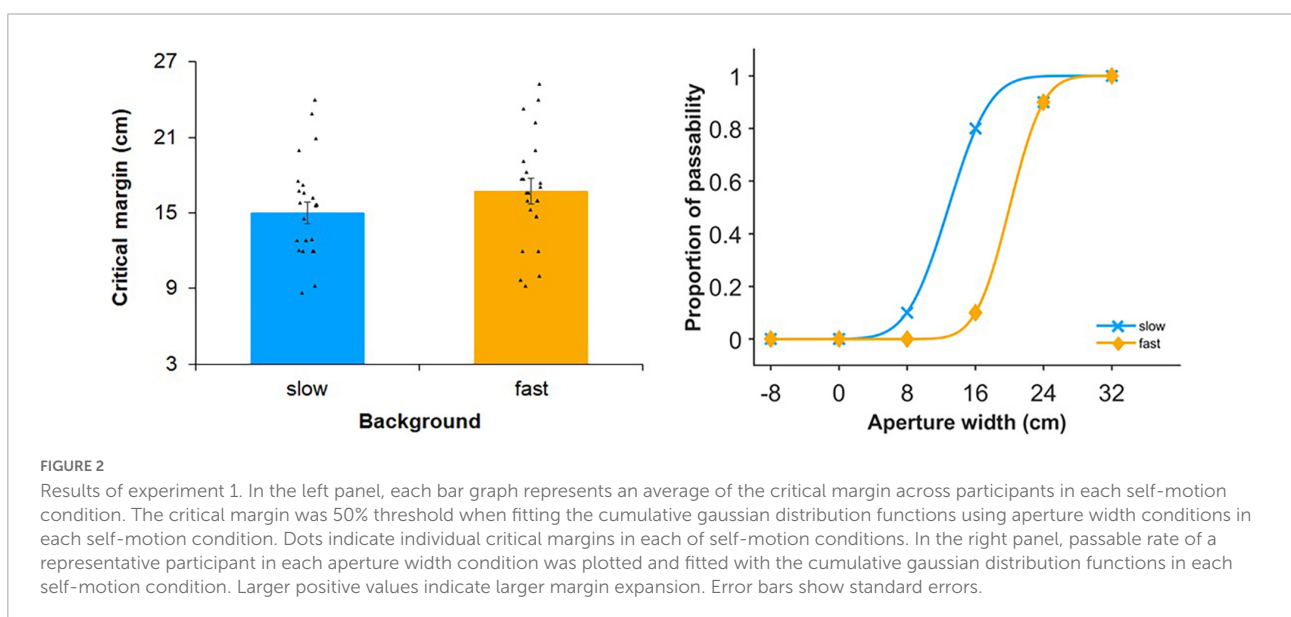 27
21
15
9
3
Critical margin (cm)
slow
fast
Background
1
0.8
0.6
0.4
0.2
0
Proportion of passability
-8
0
8
16
24
32
Aperture width (cm)
slow
fast
FIGURE 2
Results of experiment 1. In the left panel, each bar graph represents an average of the critical margin across participants in each self-motion
condition. The critical margin was 50% threshold when fitting the cumulative gaussian distribution functions using aperture width conditions in
each self-motion condition. Dots indicate individual critical margins in each of self-motion conditions. In the right panel, passable rate of a
representative participant in each aperture width condition was plotted and fitted with the cumulative gaussian distribution functions in each
self-motion condition. Larger positive values indicate larger margin expansion. Error bars show standard errors.